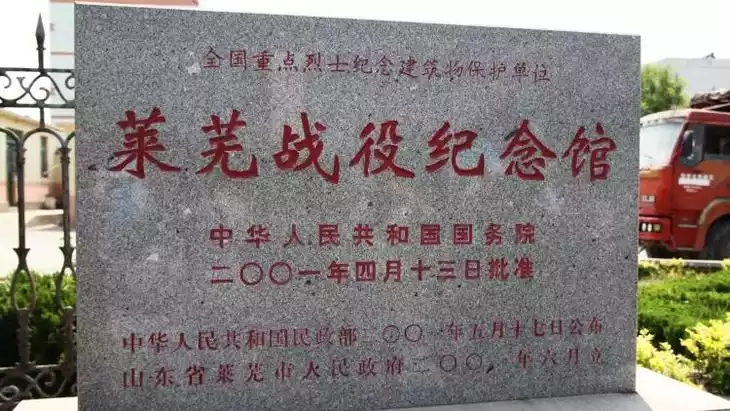 全国重点烈士纪念建筑物保护单位
莱芜战役纪念馆
中华人民共和国国务院
二〇〇一年四月十三日批准
中华人民共和国民政部二〇〇一年五月十七日公布
山东省莱芜市人民政府二〇〇一年六月立